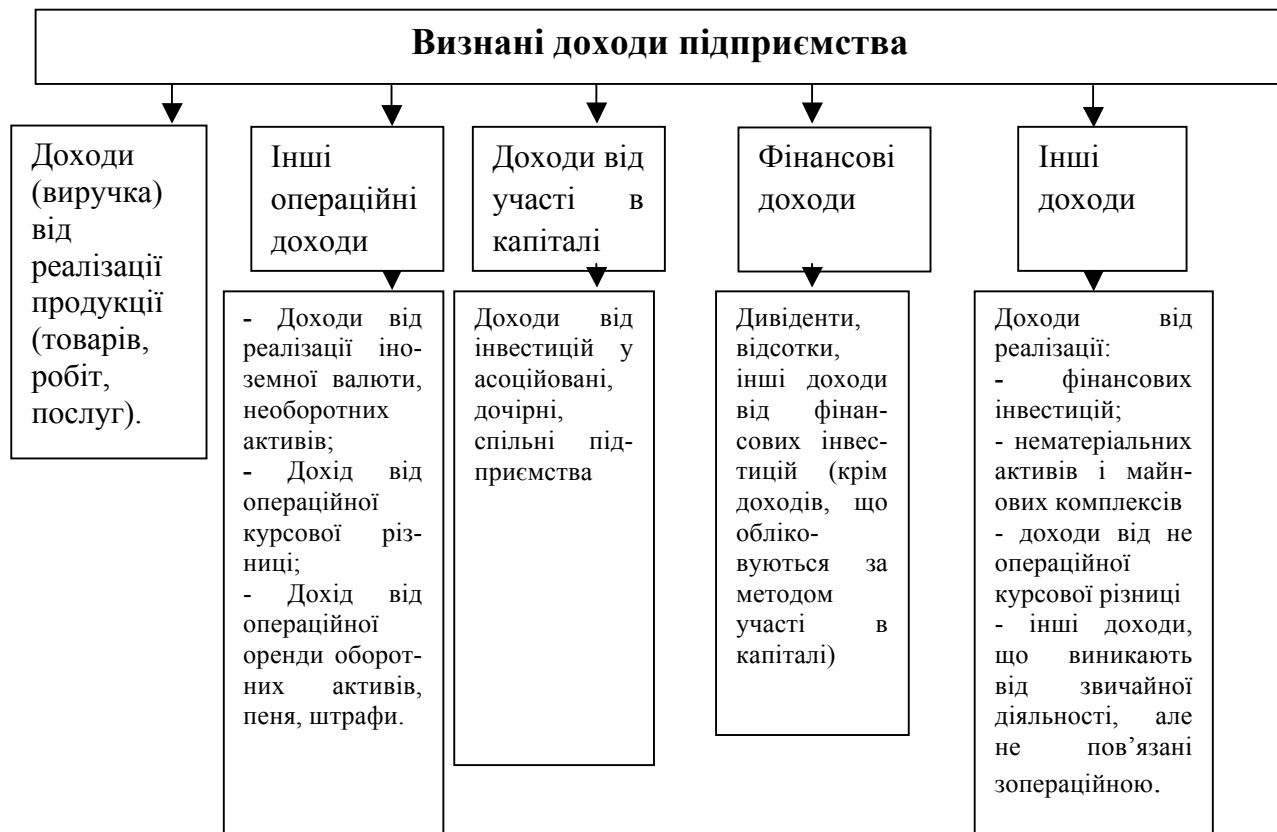 Визнані доходи підприємства
Доходи
(виручка)
від
реалізації
продукції
(товарів,
робіт,
послуг).
Інші
операційні
доходи
Доходи від
участі в
капіталі
Фінансові
доходи
Інші
доходи
- Доходи від
реалізації іно-
земної валюти,
необоротних
активів;
- Дохід від
операційної
курсової різ-
ниці;
- Дохід від
операційної
оренди оборот-
них активів,
пеня, штрафи.
Доходи від
інвестицій у
асоційовані,
дочірні,
спільні під-
приємства
Дивіденти,
відсотки,
інші доходи
від фінан-
сових інвес-
тицій (крім
доходів, що
обліко-
вуються за
методом
участі в
капіталі)
Доходи від
реалізації:
- фінансових
інвестицій;
- нематеріальних
активів і май-
нових комплексів
- доходи від не
операційної
курсової різниці
- інші доходи,
що виникають
від звичайної
діяльності, але
не пов’язані
зопераційною.